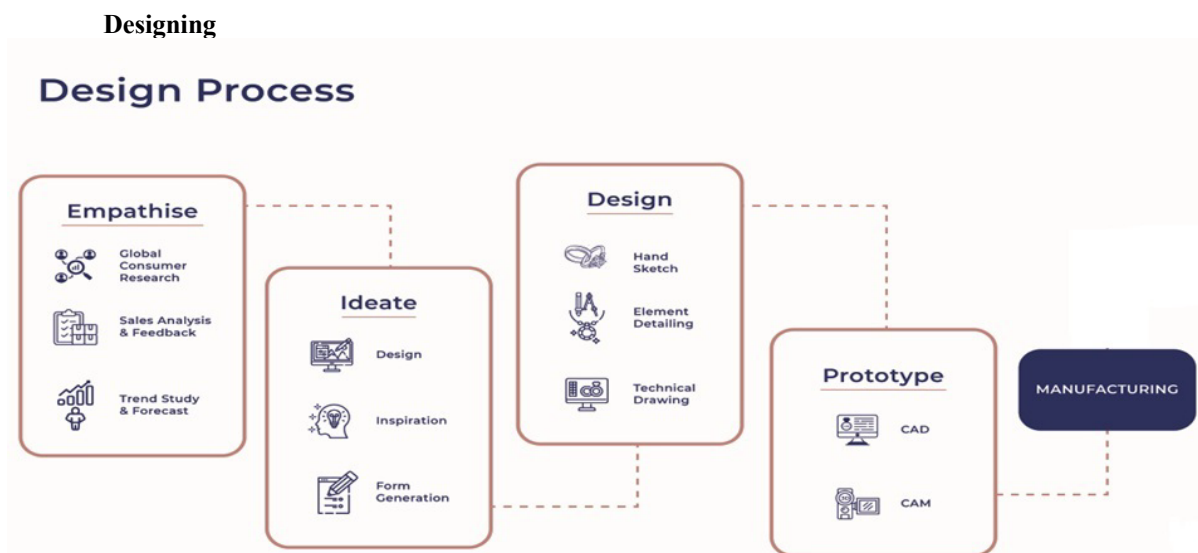 Designing
Design Process
Empathise
Global
Consumer
Research
Sales Analysis
& Feedback
Trend Study
& Forecast
Ideate
Design
Inspiration
Form
Generation
Design
Hand
Sketch
Element
Detailing
Technical
Drawing
Prototype
CAD
CAM
MANUFACTURING